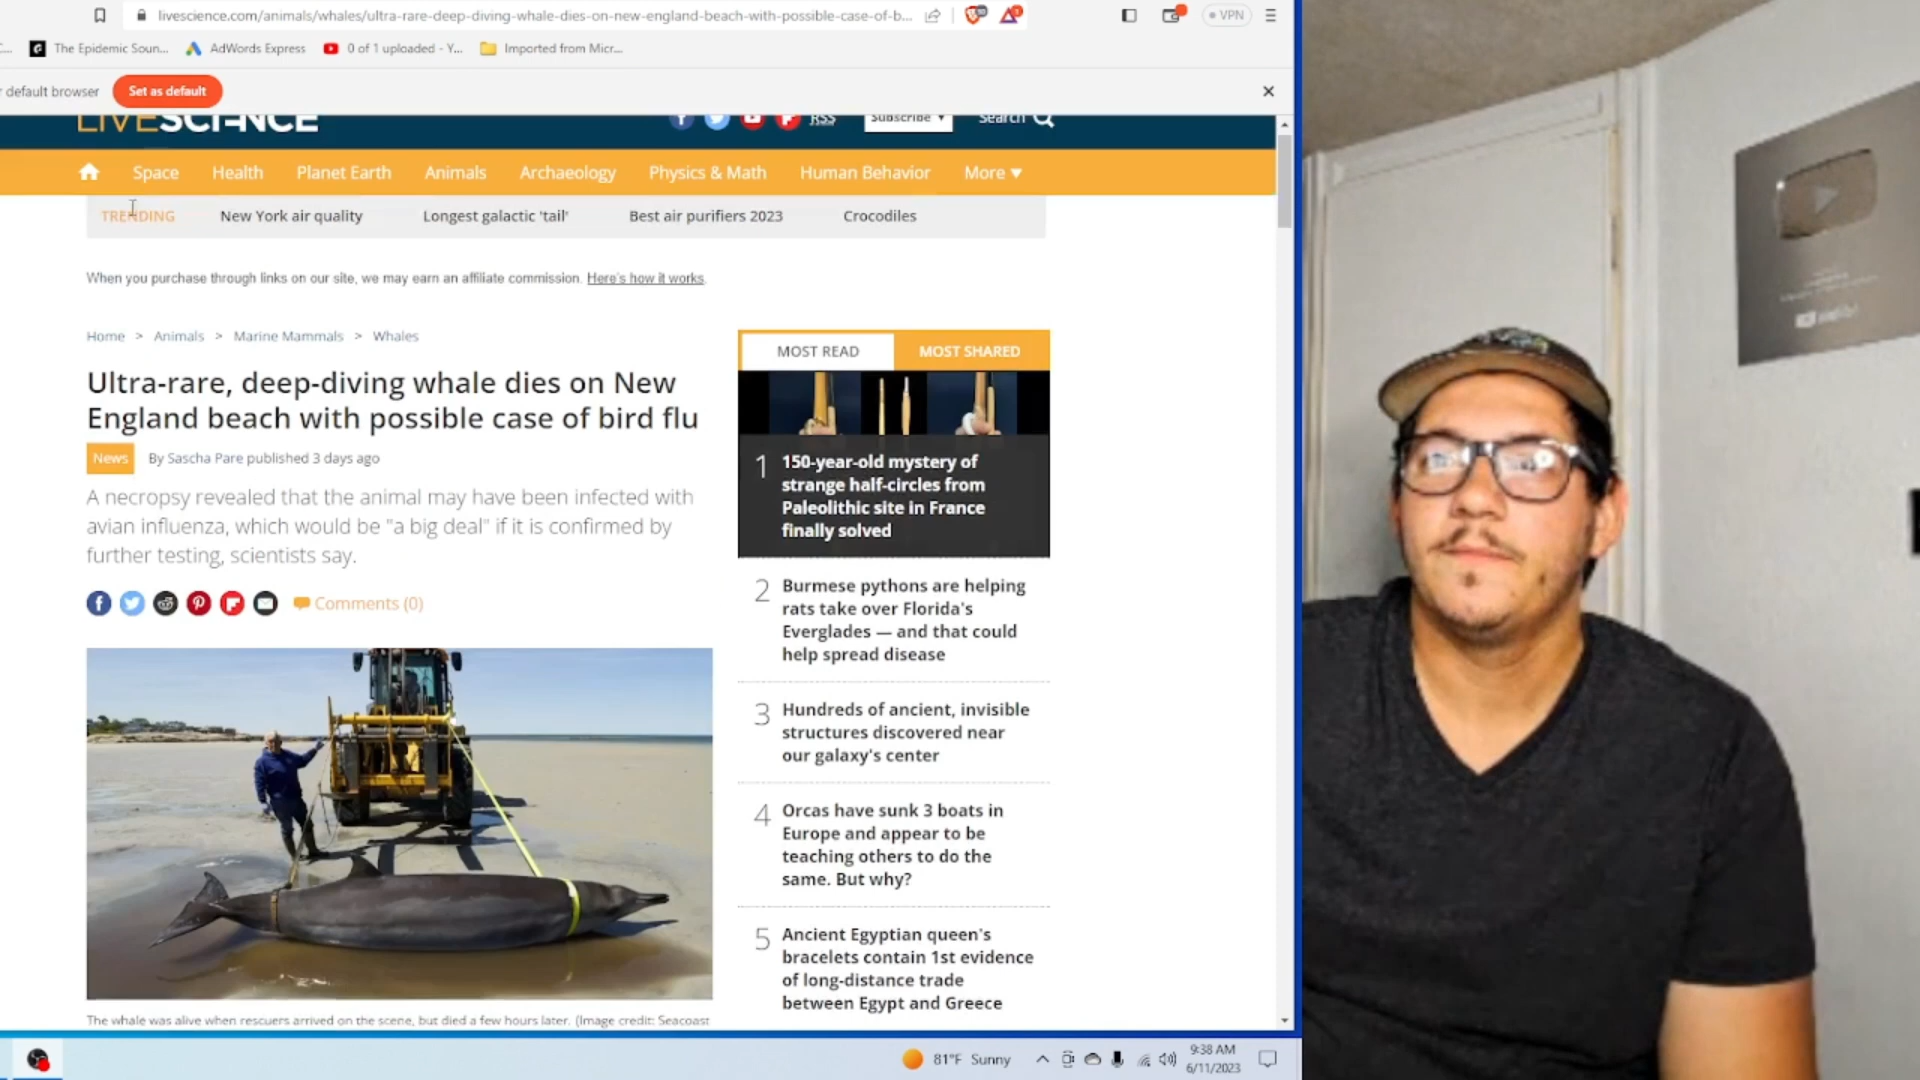 livescience.com/animals/whales/ultra-rare-deep-diving-whale-dies-on-new-england-beach-with-possible-case-of-b...
VPN
The Epidemic Soun...
AdWords Express
0 of 1 uploaded - Y...
Imported from Micr...
default browser
Set as default
LIVESCIENCE
RSS
Subscribe ▼
Search
Space
Health
Planet Earth
Animals
Archaeology
Physics & Math
Human Behavior
More ▼
TRENDING
New York air quality
Longest galactic 'tail'
Best air purifiers 2023
Crocodiles
When you purchase through links on our site, we may earn an affiliate commission. Here's how it works.
Home > Animals > Marine Mammals > Whales
Ultra-rare, deep-diving whale dies on New
England beach with possible case of bird flu
News
By Sascha Pare published 3 days ago
A necropsy revealed that the animal may have been infected with
avian influenza, which would be "a big deal" if it is confirmed by
further testing, scientists say.
Comments (0)
The whale was alive when rescuers arrived on the scene, but died a few hours later. (Image credit: Seacoast
MOST READ
MOST SHARED
1
150-year-old mystery of
strange half-circles from
Paleolithic site in France
finally solved
2
Burmese pythons are helping
rats take over Florida's
Everglades — and that could
help spread disease
3
Hundreds of ancient, invisible
structures discovered near
our galaxy's center
4
Orcas have sunk 3 boats in
Europe and appear to be
teaching others to do the
same. But why?
5
Ancient Egyptian queen's
bracelets contain 1st evidence
of long-distance trade
between Egypt and Greece
81°F Sunny
9:38 AM
6/11/2023